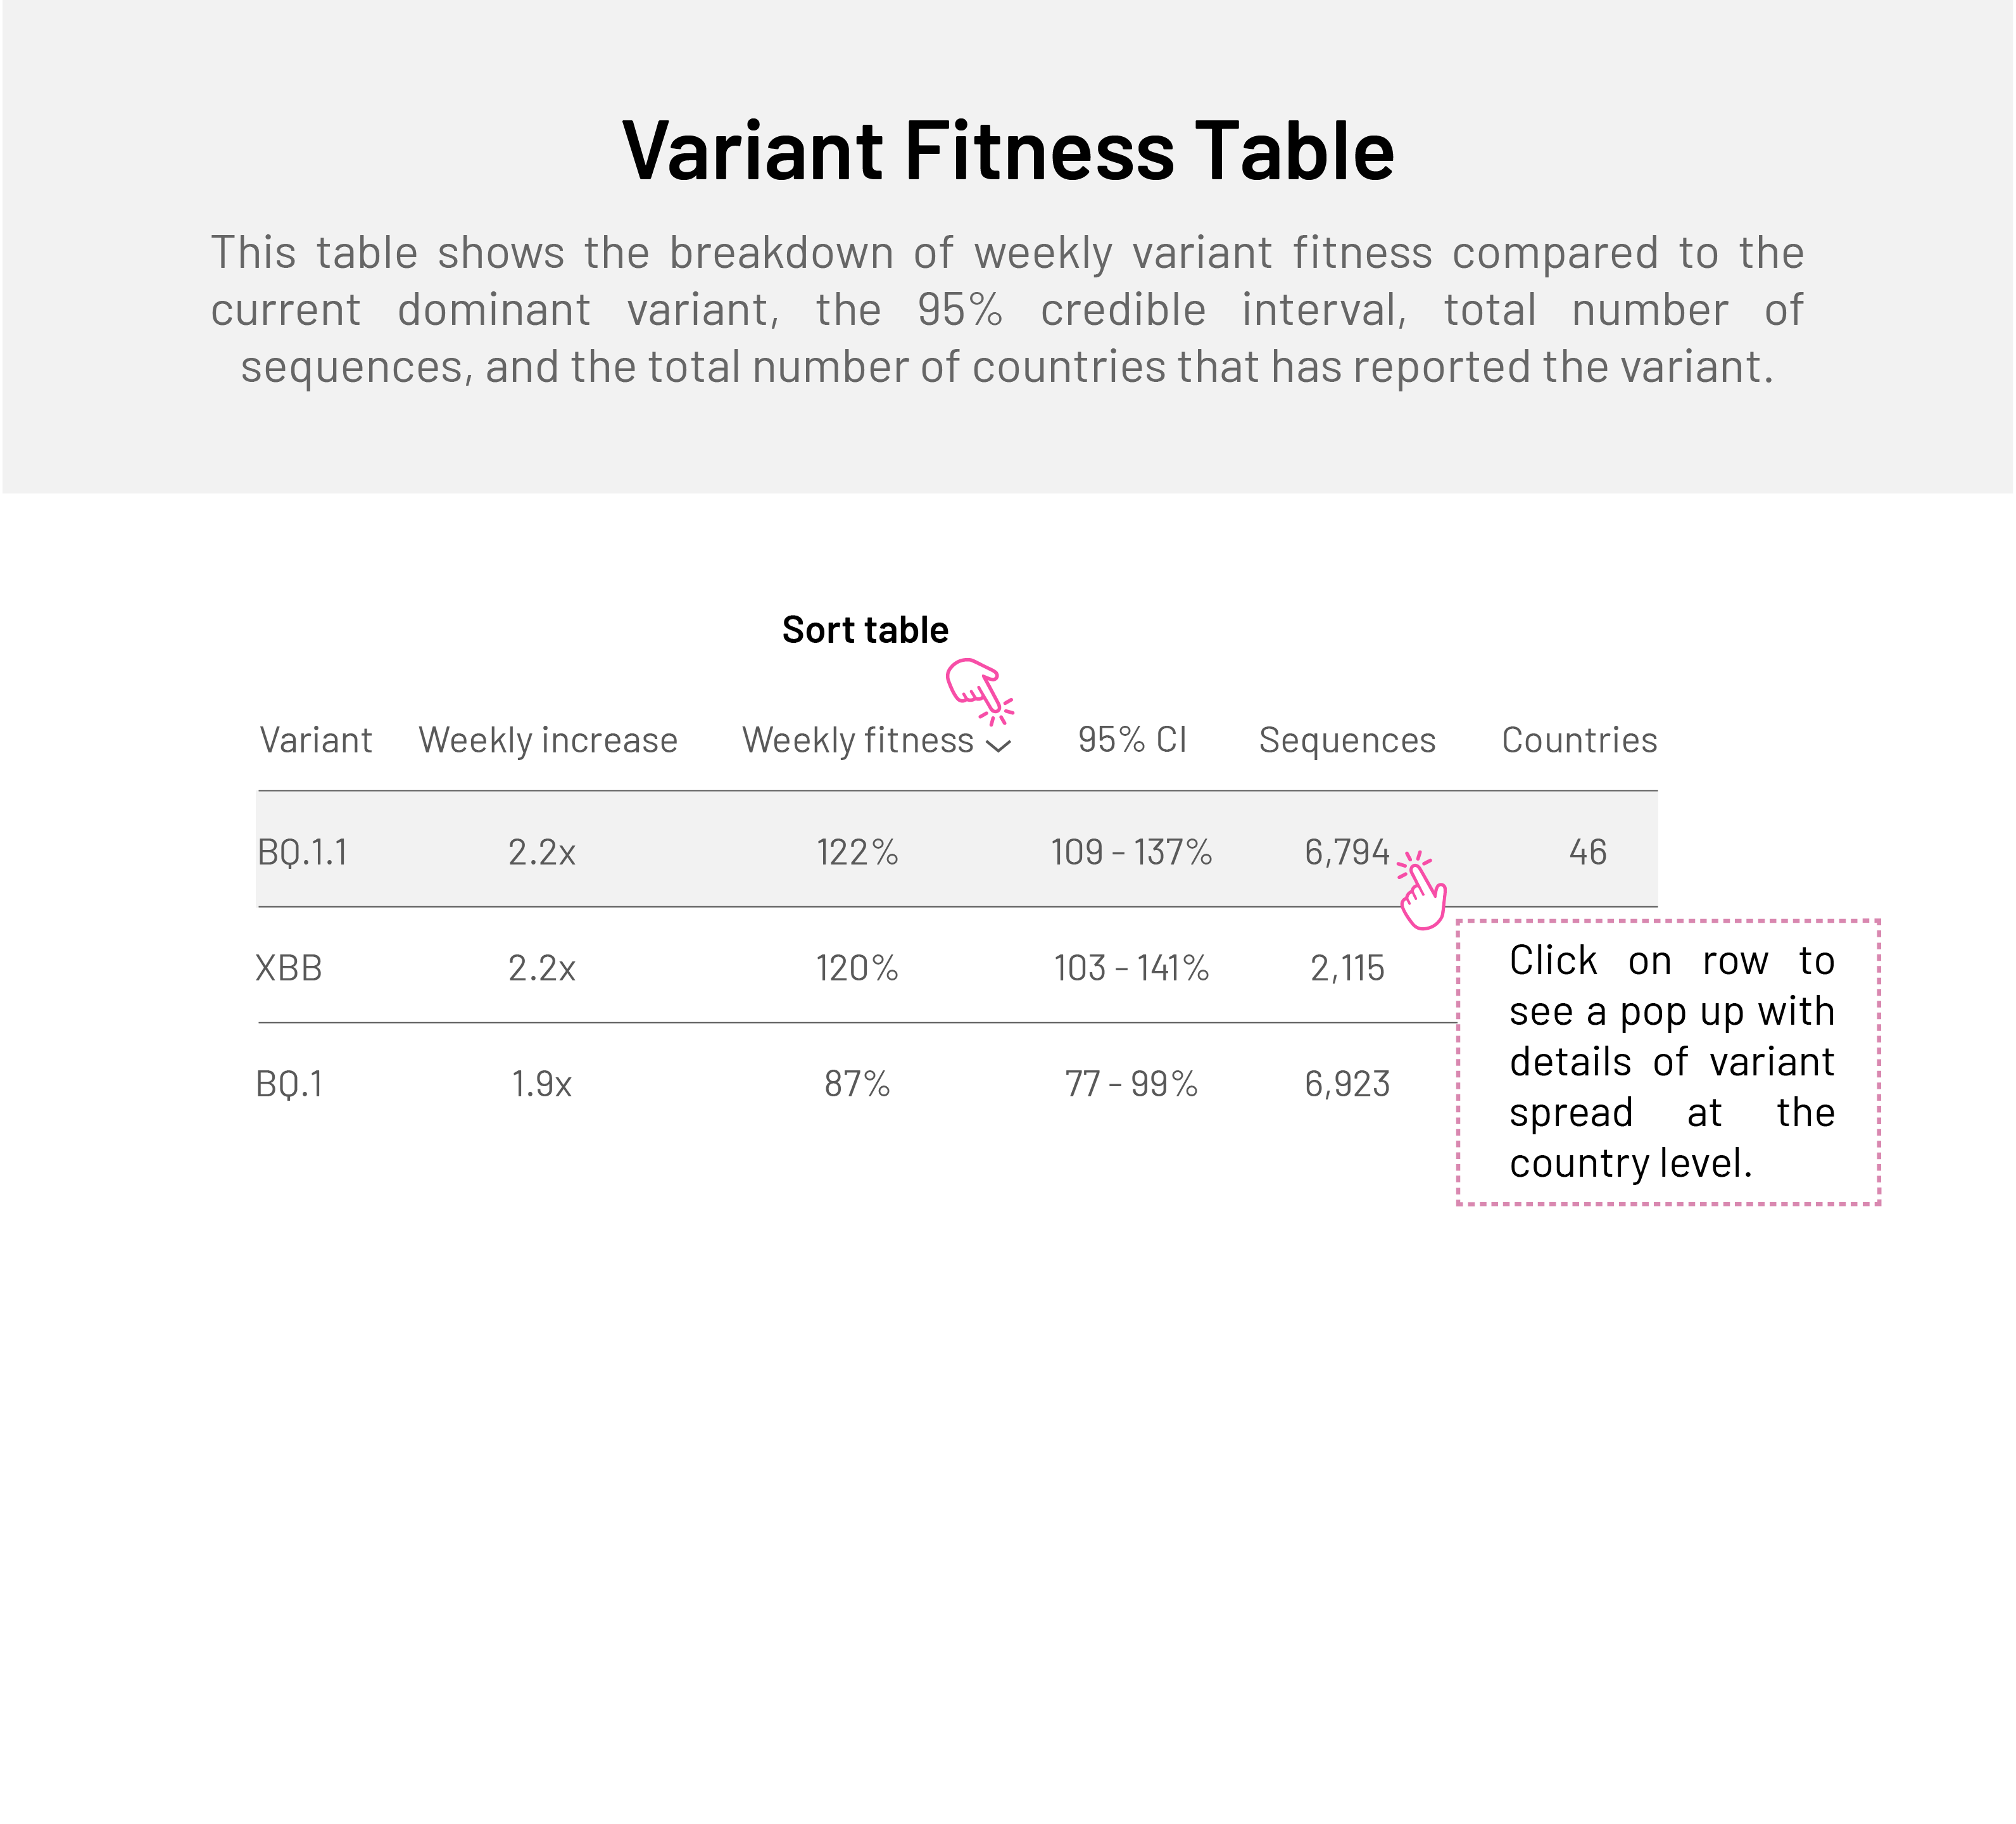 Variant Fitness Table
This table shows the breakdown of weekly variant fitness compared to the
current dominant variant, the 95% credible interval, total number of
sequences, and the total number of countries that has reported the variant.
Sort table
Variant Weekly increase Weekly fitness 95% CI Sequences Countries
BQ.1.1 2.2x 122% 109 - 137% 6,794 46
XBB 2.2x 120% 103 - 141% 2,115
BQ.1 1.9x 87% 77 - 99% 6,923
Click on row to
see a pop up with
details of variant
spread at the
country level.